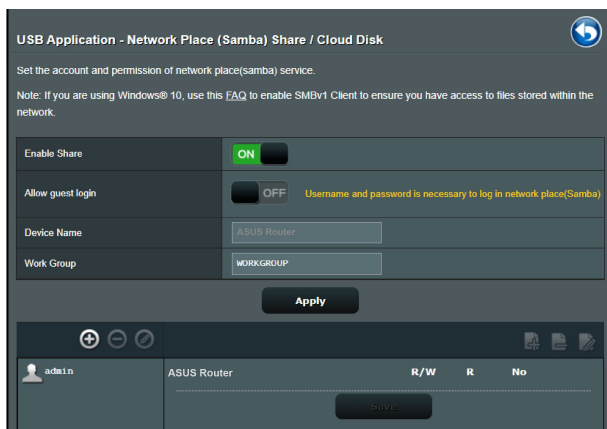 USB Application - Network Place (Samba) Share / Cloud Disk
Set the account and permission of network place(samba) service.
Note: If you are using Windows® 10, use this FAQ to enable SMBv1 Client to ensure you have access to files stored within the
network.
Enable Share ON
Allow guest login OFF Username and password is necessary to log in network place(Samba)
Device Name ASUS Router
Work Group WORKGROUP
Apply
admin ASUS Router R/W R No
Save